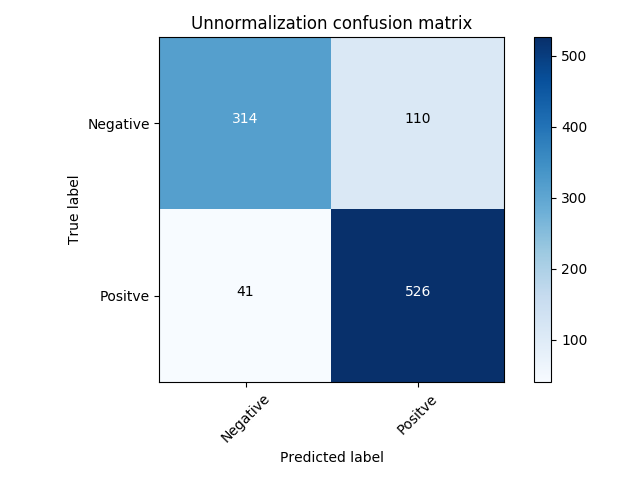 Unnormalization confusion matrix
True label
Negative
314
110
Positve
41
526
Negative
Positve
Predicted label
500
400
300
200
100